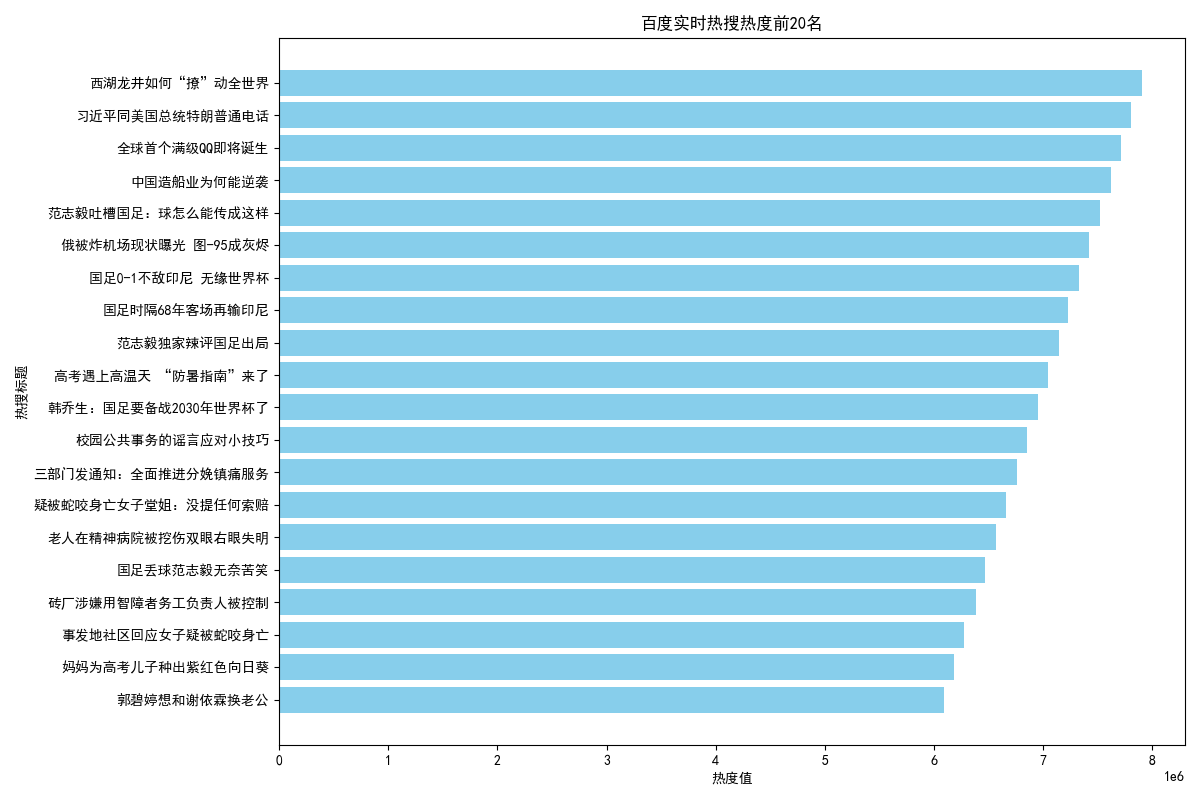 百度实时热搜热度前20名
热搜标题
西湖龙井如何“撩”动全世界
习近平同美国总统特朗普通电话
全球首个满级QQ即将诞生
中国造船业为何能逆袭
范志毅吐槽国足：球怎么能传成这样
俄被炸机场现状曝光 图-95成灰烬
国足0-1不敌印尼 无缘世界杯
国足时隔68年客场再输印尼
范志毅独家辣评国足出局
高考遇上高温天 “防暑指南”来了
韩乔生：国足要备战2030年世界杯了
校园公共事务的谣言应对小技巧
三部门发通知：全面推进分娩镇痛服务
疑被蛇咬身亡女子堂姐：没提任何索赔
老人在精神病院被挖伤双眼右眼失明
国足丢球范志毅无奈苦笑
砖厂涉嫌用智障者务工负责人被控制
事发地社区回应女子疑被蛇咬身亡
妈妈为高考儿子种出紫红色向日葵
郭碧婷想和谢依霖换老公
0 1 2 3 4 5 6 7 8
1e6
热度值